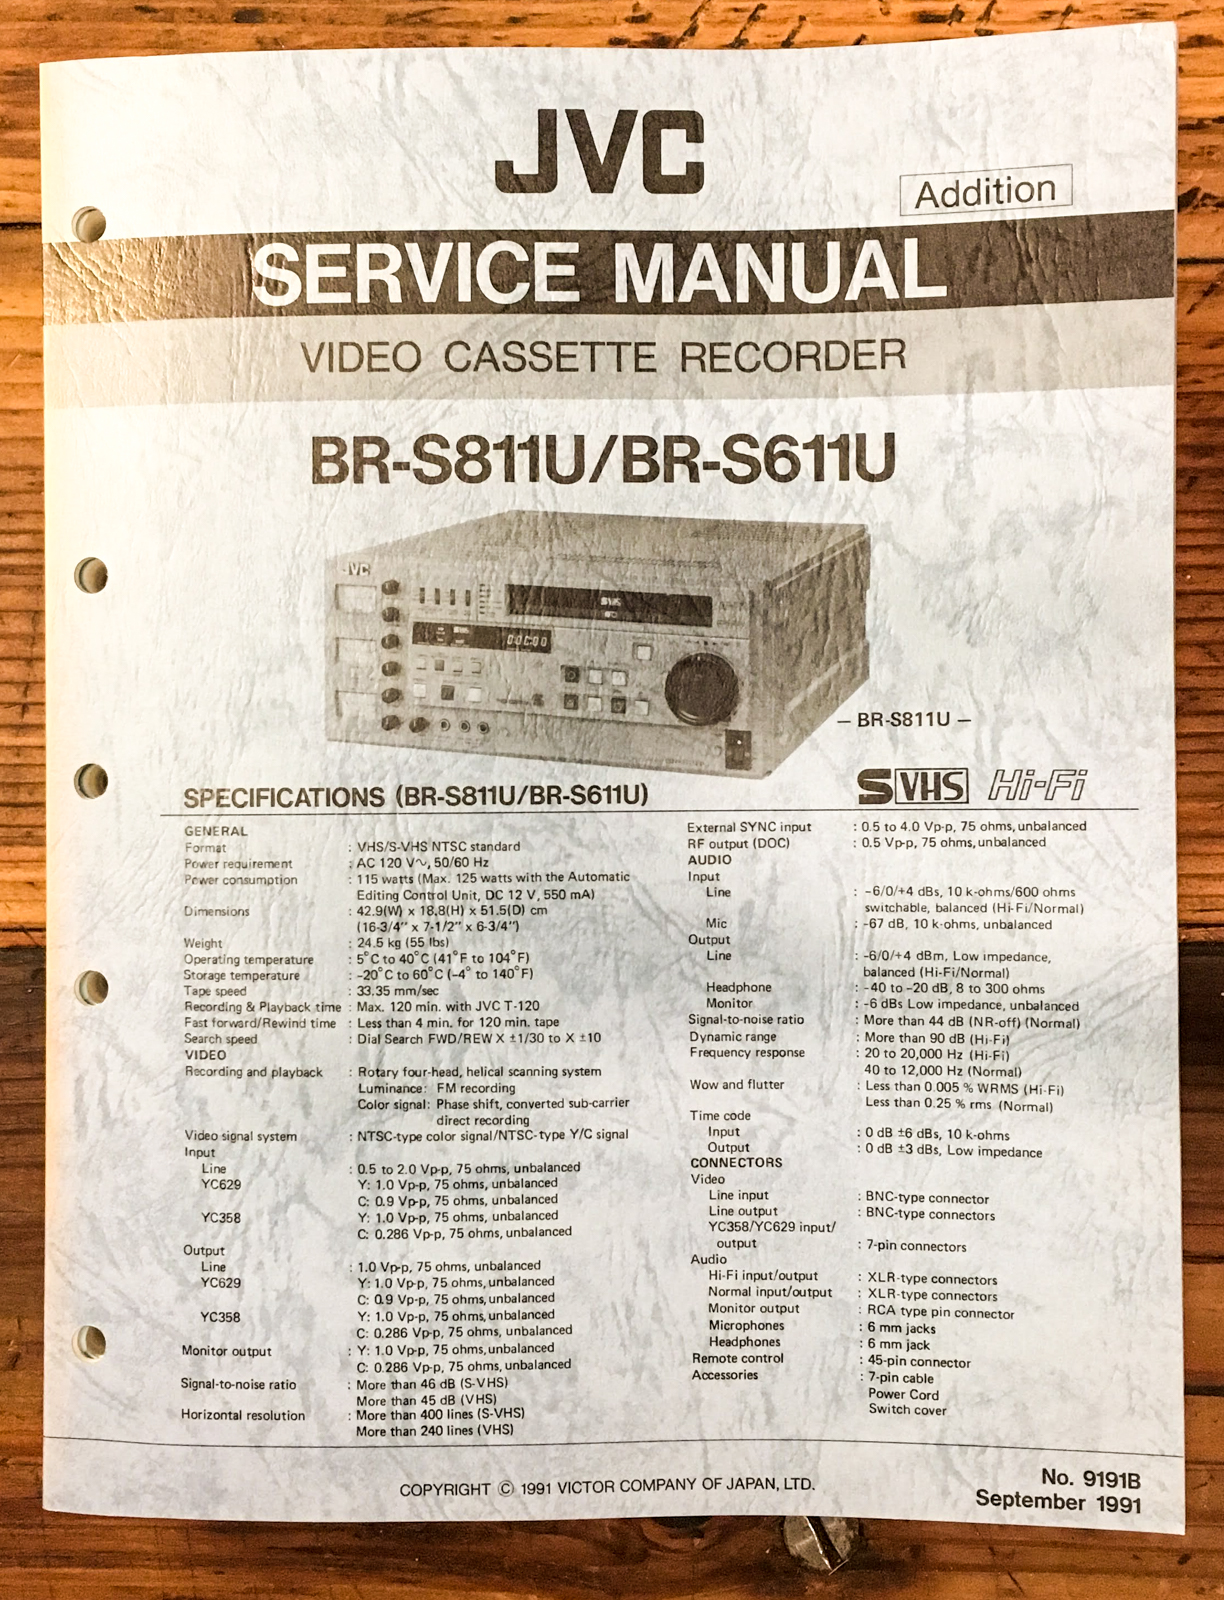 JVC
Addition
SERVICE MANUAL
VIDEO CASSETTE RECORDER
BR-S811U/BR-S611U
JVC
SVHS
00:00
— BR-S811U —
SVHS Hi-Fi
SPECIFICATIONS (BR-S811U/BR-S611U)
GENERAL
Format : VHS/S-VHS NTSC standard
Power requirement : AC 120 V∿, 50/60 Hz
Power consumption : 115 watts (Max. 125 watts with the Automatic
Editing Control Unit, DC 12 V, 550 mA)
Dimensions : 42.9(W) x 18.8(H) x 51.5(D) cm
(16-3/4" x 7-1/2" x 6-3/4")
Weight : 24.5 kg (55 lbs)
Operating temperature : 5°C to 40°C (41°F to 104°F)
Storage temperature : -20°C to 60°C (-4° to 140°F)
Tape speed : 33.35 mm/sec
Recording & Playback time : Max. 120 min. with JVC T-120
Fast forward/Rewind time : Less than 4 min. for 120 min. tape
Search speed : Dial Search FWD/REW X ±1/30 to X ±10
VIDEO
Recording and playback : Rotary four-head, helical scanning system
Luminance: FM recording
Color signal: Phase shift, converted sub-carrier
direct recording
Video signal system : NTSC-type color signal/NTSC-type Y/C signal
Input
Line : 0.5 to 2.0 Vp-p, 75 ohms, unbalanced
YC629 Y: 1.0 Vp-p, 75 ohms, unbalanced
C: 0.9 Vp-p, 75 ohms, unbalanced
YC358 Y: 1.0 Vp-p, 75 ohms, unbalanced
C: 0.286 Vp-p, 75 ohms, unbalanced
Output
Line : 1.0 Vp-p, 75 ohms, unbalanced
YC629 Y: 1.0 Vp-p, 75 ohms, unbalanced
C: 0.9 Vp-p, 75 ohms, unbalanced
YC358 Y: 1.0 Vp-p, 75 ohms, unbalanced
C: 0.286 Vp-p, 75 ohms, unbalanced
Monitor output : Y: 1.0 Vp-p, 75 ohms, unbalanced
C: 0.286 Vp-p, 75 ohms, unbalanced
Signal-to-noise ratio : More than 46 dB (S-VHS)
More than 45 dB (VHS)
Horizontal resolution : More than 400 lines (S-VHS)
More than 240 lines (VHS)
External SYNC input : 0.5 to 4.0 Vp-p, 75 ohms, unbalanced
RF output (DOC) : 0.5 Vp-p, 75 ohms, unbalanced
AUDIO
Input
Line : -6/0/+4 dBs, 10 k-ohms/600 ohms
switchable, balanced (Hi-Fi/Normal)
Mic : -67 dB, 10 k-ohms, unbalanced
Output
Line : -6/0/+4 dBm, Low impedance,
balanced (Hi-Fi/Normal)
Headphone : -40 to -20 dB, 8 to 300 ohms
Monitor : -6 dBs Low impedance, unbalanced
Signal-to-noise ratio : More than 44 dB (NR-off) (Normal)
Dynamic range : More than 90 dB (Hi-Fi)
Frequency response : 20 to 20,000 Hz (Hi-Fi)
40 to 12,000 Hz (Normal)
Wow and flutter : Less than 0.005 % WRMS (Hi-Fi)
Less than 0.25 % rms (Normal)
Time code
Input : 0 dB ±6 dBs, 10 k-ohms
Output : 0 dB ±3 dBs, Low impedance
CONNECTORS
Video
Line input : BNC-type connector
Line output : BNC-type connectors
YC358/YC629 input/
output : 7-pin connectors
Audio
Hi-Fi input/output : XLR-type connectors
Normal input/output : XLR-type connectors
Monitor output : RCA type pin connector
Microphones : 6 mm jacks
Headphones : 6 mm jack
Remote control : 45-pin connector
Accessories : 7-pin cable
Power Cord
Switch cover
COPYRIGHT © 1991 VICTOR COMPANY OF JAPAN, LTD.
No. 9191B
September 1991